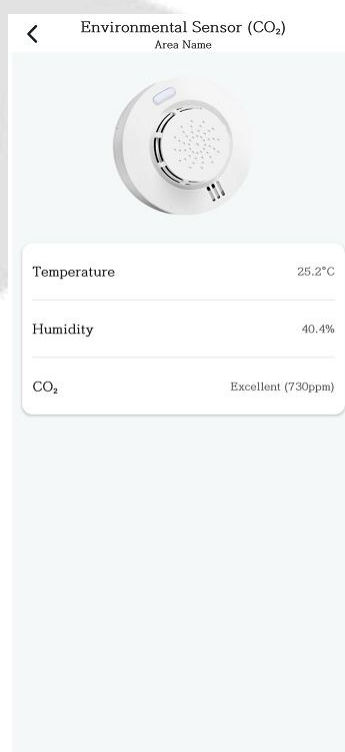 Environmental Sensor (CO₂)
Area Name
Temperature 25.2°C
Humidity 40.4%
CO₂ Excellent (730ppm)